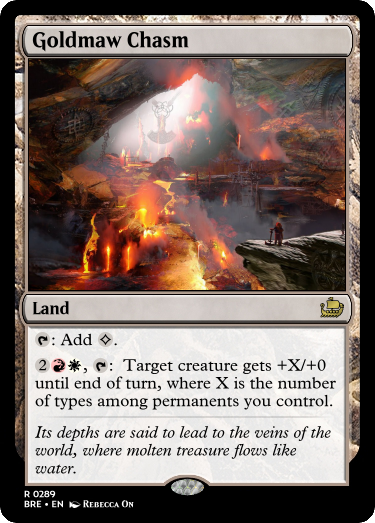 Goldmaw Chasm
Land
: Add .
2, : Target creature gets +X/+0
until end of turn, where X is the number
of types among permanents you control.
Its depths are said to lead to the veins of the
world, where molten treasure flows like
water.
R 0289
BRE • EN Rebecca On